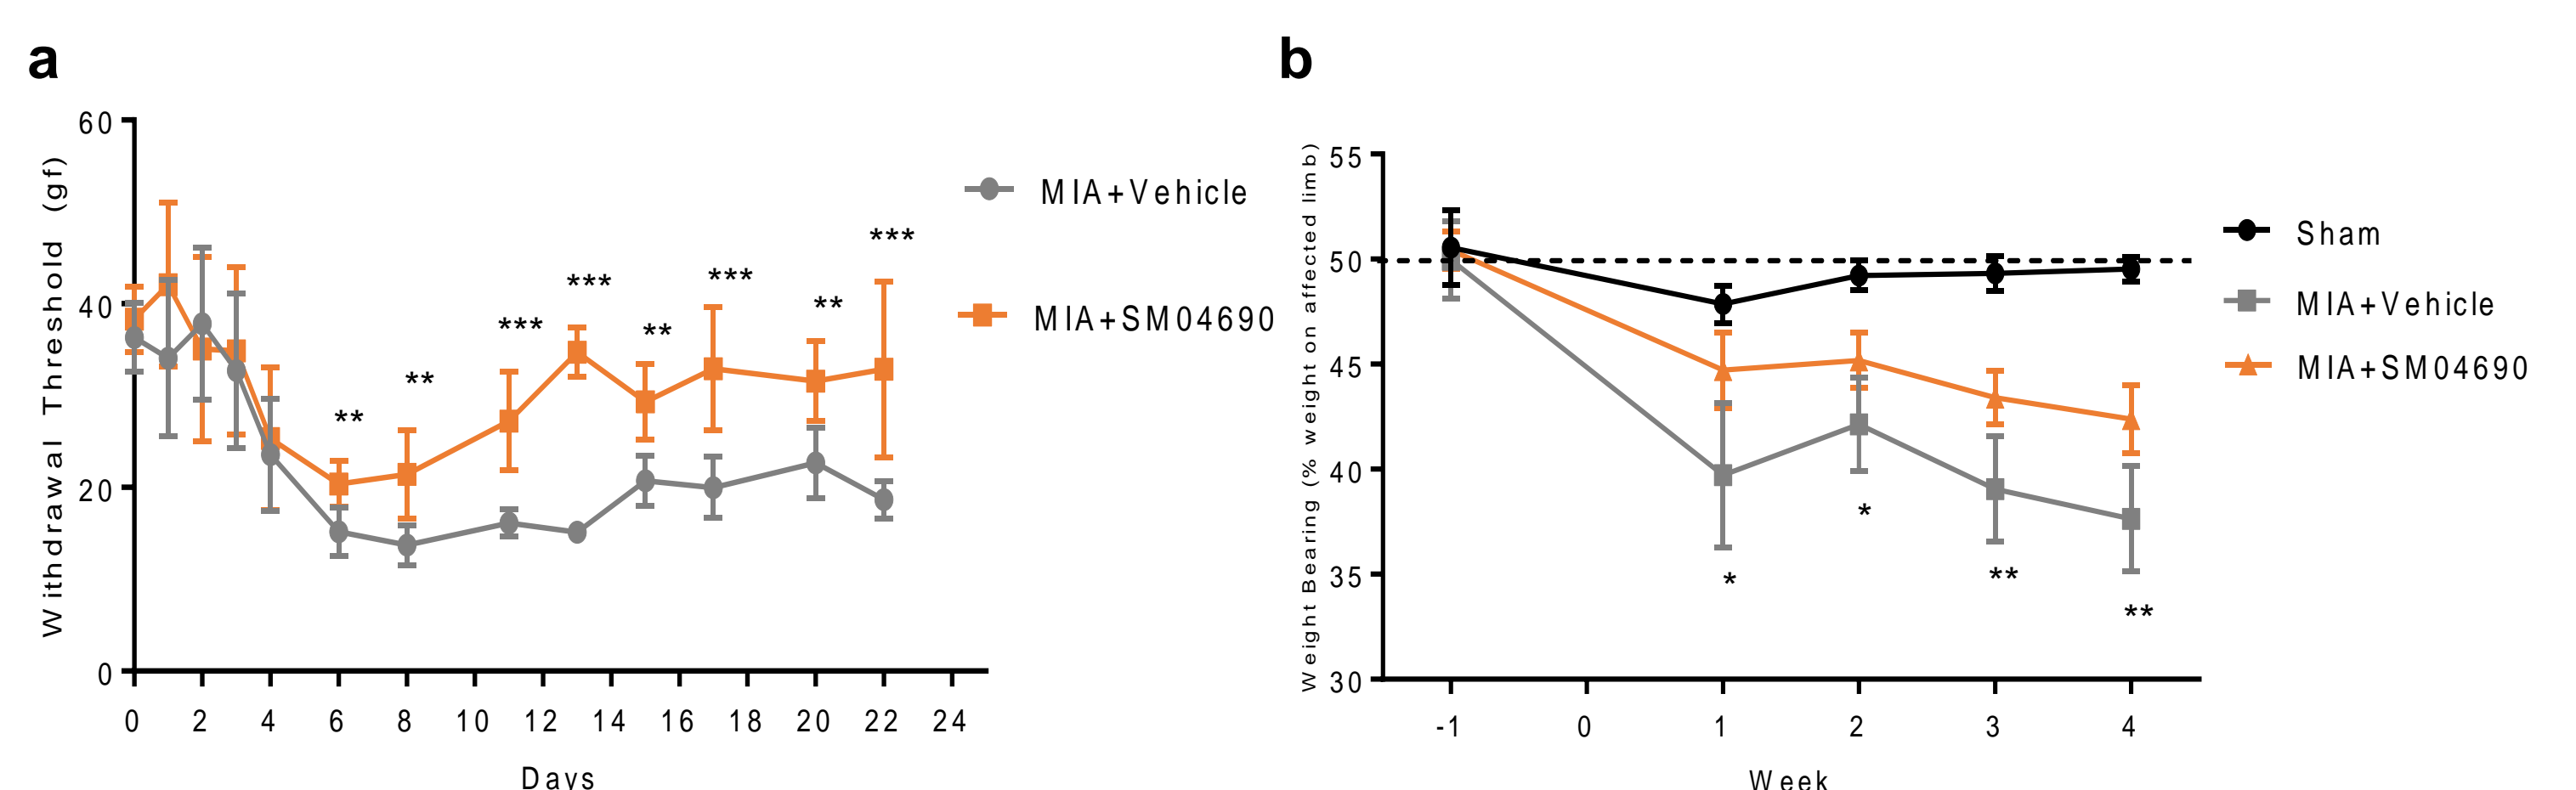 a
Withdrawal Threshold (gf)
60
40
20
0
0 2 4 6 8 10 12 14 16 18 20 22 24
Days
** ** *** *** ** *** ** ***
MIA+Vehicle
MIA+SM04690
b
Weight Bearing (% weight on affected limb)
55
50
45
40
35
30
-1 0 1 2 3 4
Week
* * ** **
Sham
MIA+Vehicle
MIA+SM04690